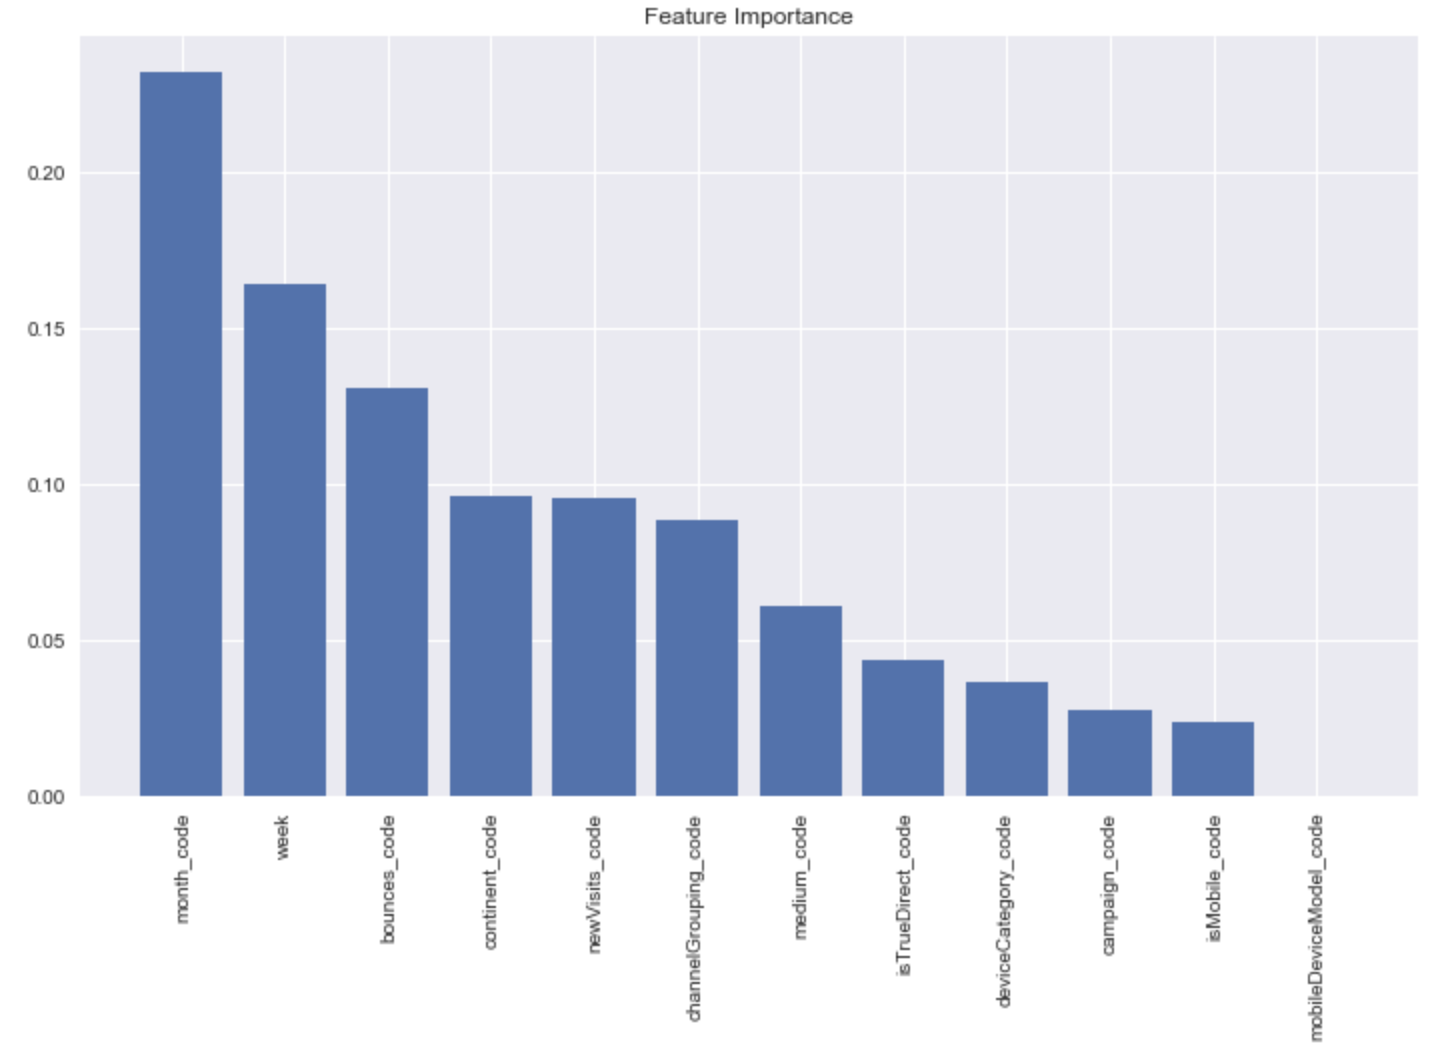 Feature Importance
0.20
0.15
0.10
0.05
0.00
month_code
week
bounces_code
continent_code
newVisits_code
channelGrouping_code
medium_code
isTrueDirect_code
deviceCategory_code
campaign_code
isMobile_code
mobileDeviceModel_code